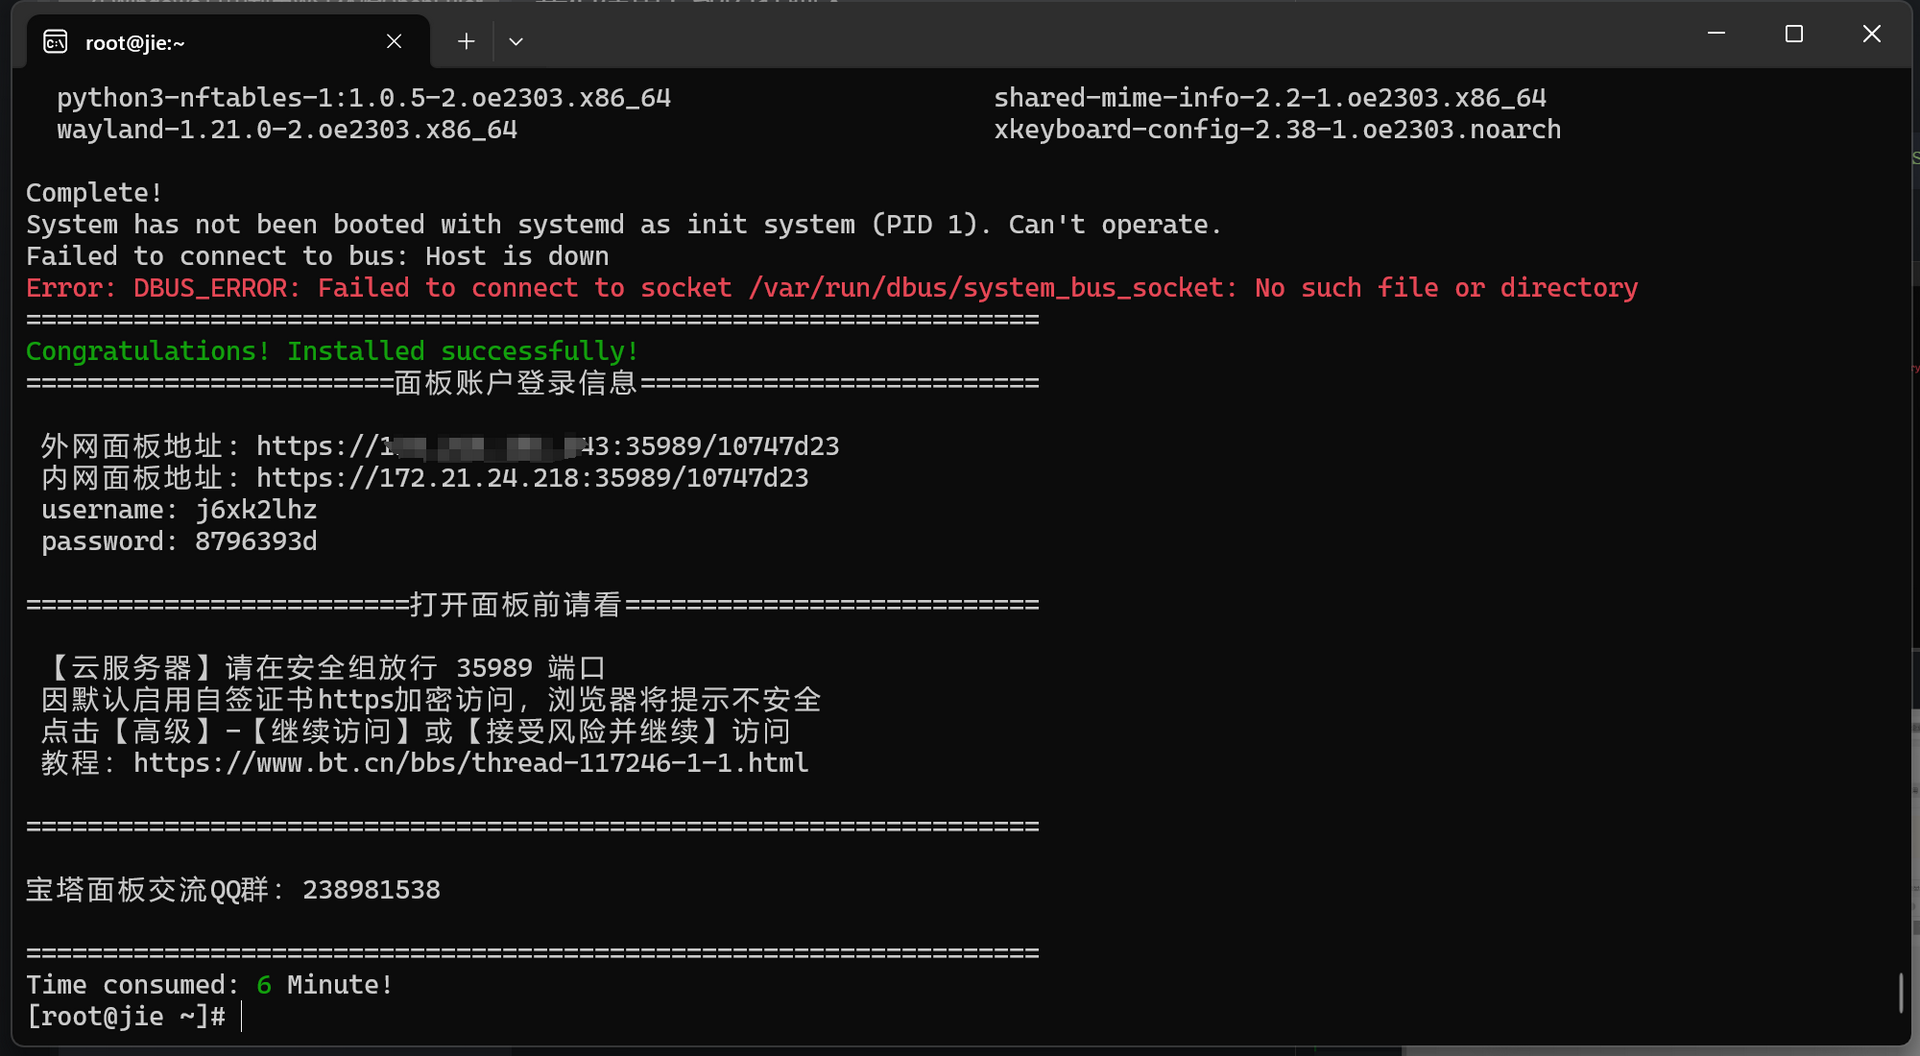 root@jie:~
python3-nftables-1:1.0.5-2.oe2303.x86_64 shared-mime-info-2.2-1.oe2303.x86_64
wayland-1.21.0-2.oe2303.x86_64 xkeyboard-config-2.38-1.oe2303.noarch
Complete!
System has not been booted with systemd as init system (PID 1). Can't operate.
Failed to connect to bus: Host is down
Error: DBUS_ERROR: Failed to connect to socket /var/run/dbus/system_bus_socket: No such file or directory
==================================================================
Congratulations! Installed successfully!
========================面板账户登录信息==========================
外网面板地址: https://1 43:35989/10747d23
内网面板地址: https://172.21.24.218:35989/10747d23
username: j6xk2lhz
password: 8796393d
=========================打开面板前请看===========================
【云服务器】请在安全组放行 35989 端口
因默认启用自签证书https加密访问，浏览器将提示不安全
点击【高级】-【继续访问】或【接受风险并继续】访问
教程：https://www.bt.cn/bbs/thread-117246-1-1.html
==================================================================
宝塔面板交流QQ群：238981538
==================================================================
Time consumed: 6 Minute!
[root@jie ~]#